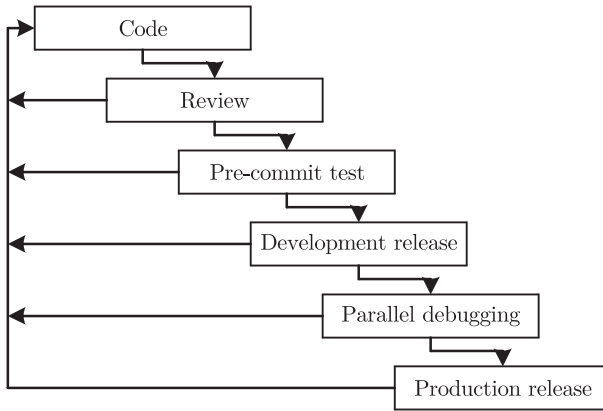 Code
Review
Pre-commit test
Development release
Parallel debugging
Production release